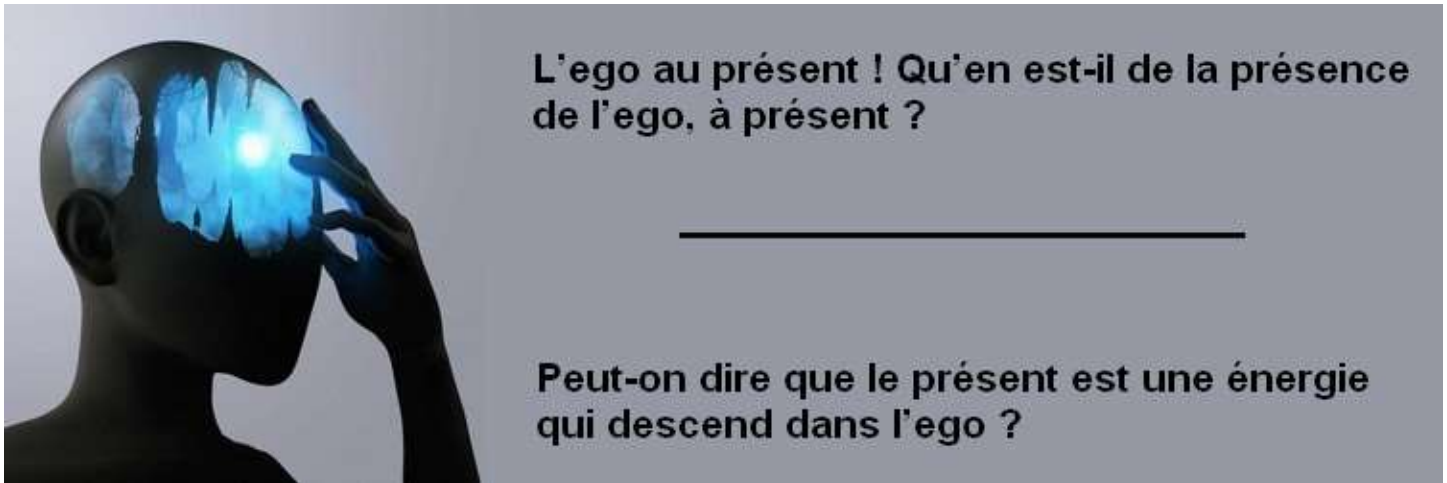 L'ego au présent ! Qu'en est-il de la présence
de l'ego, à présent ?
Peut-on dire que le présent est une énergie
qui descend dans l'ego ?